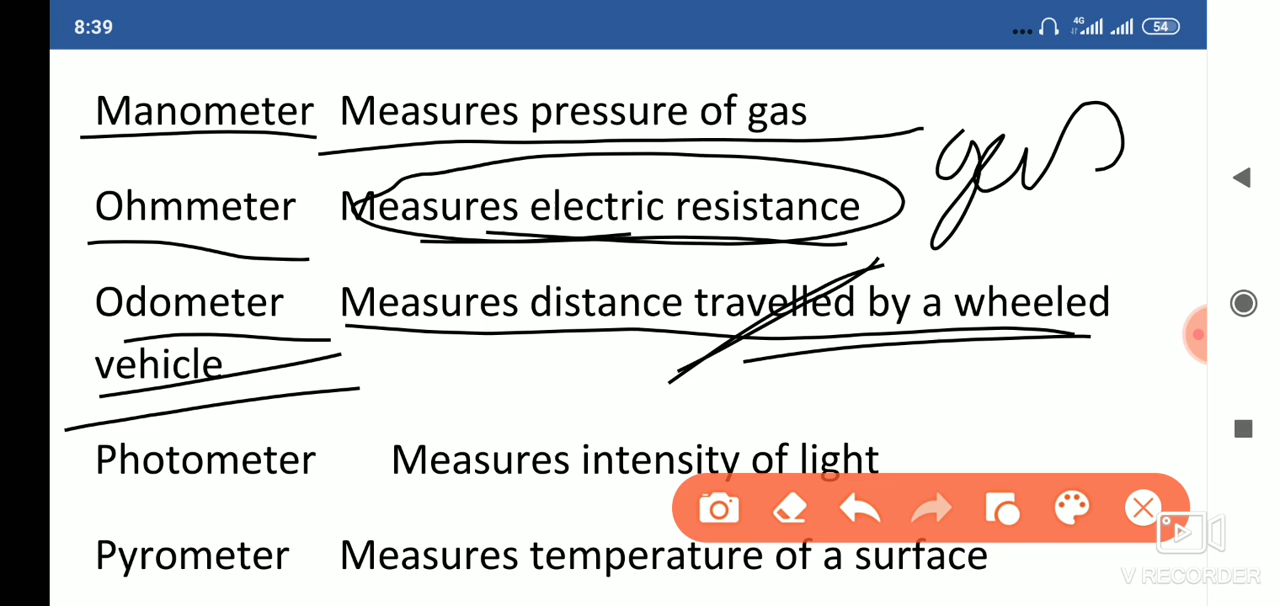 8:39
4G
54
Manometer Measures pressure of gas
Ohmmeter Measures electric resistance
Odometer Measures distance travelled by a wheeled
vehicle
Photometer Measures intensity of light
Pyrometer Measures temperature of a surface
V RECORDER